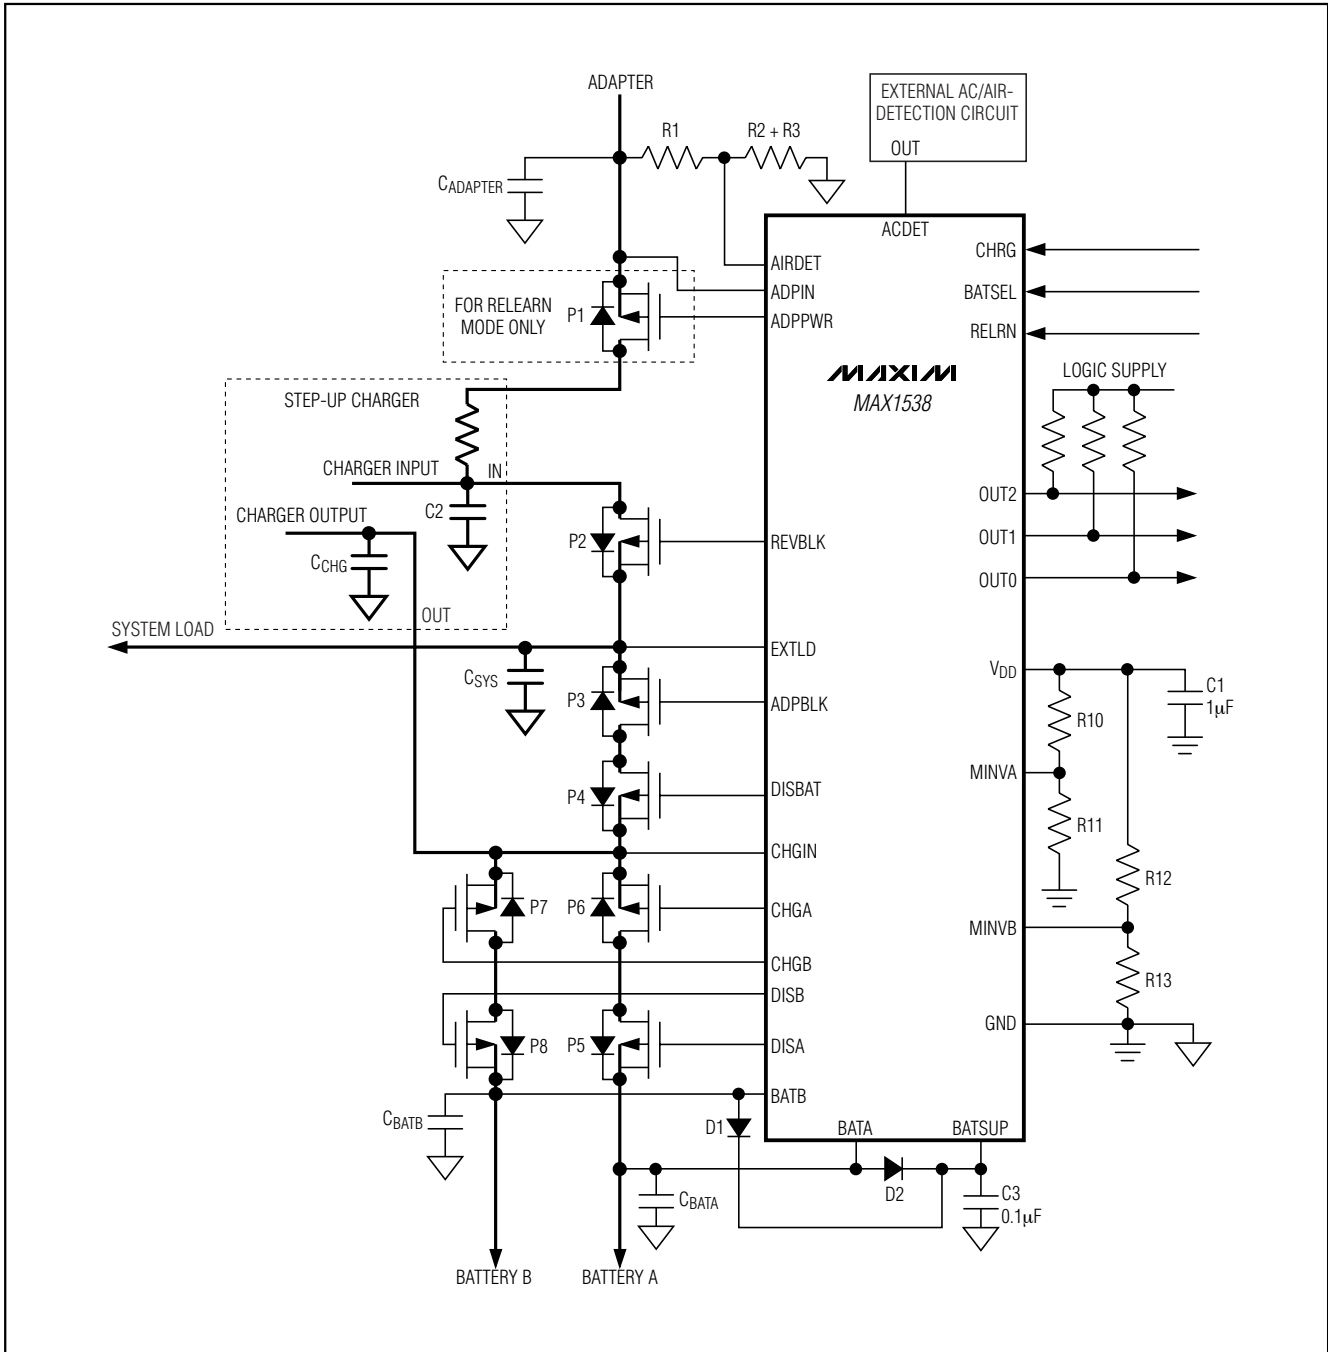 ADAPTER
EXTERNAL AC/AIR-
DETECTION CIRCUIT
OUT
R1
R2 + R3
CADAPTER
ACDET
AIRDET
ADPIN
ADPPWR
CHRG
BATSEL
RELRN
FOR RELEARN
MODE ONLY
P1
MAXIM
MAX1538
LOGIC SUPPLY
STEP-UP CHARGER
CHARGER INPUT
IN
C2
CHARGER OUTPUT
CCHG
OUT
P2
REVBLK
OUT2
OUT1
OUT0
SYSTEM LOAD
EXTLD
CSYS
P3
ADPBLK
P4
DISBAT
VDD
C1
1µF
R10
MINVA
R11
CHGIN
P7
P6
CHGA
CHGB
R12
MINVB
R13
DISB
P8
P5
DISA
GND
BATB
CBATB
D1
BATA
BATSUP
D2
CBATA
C3
0.1µF
BATTERY B
BATTERY A